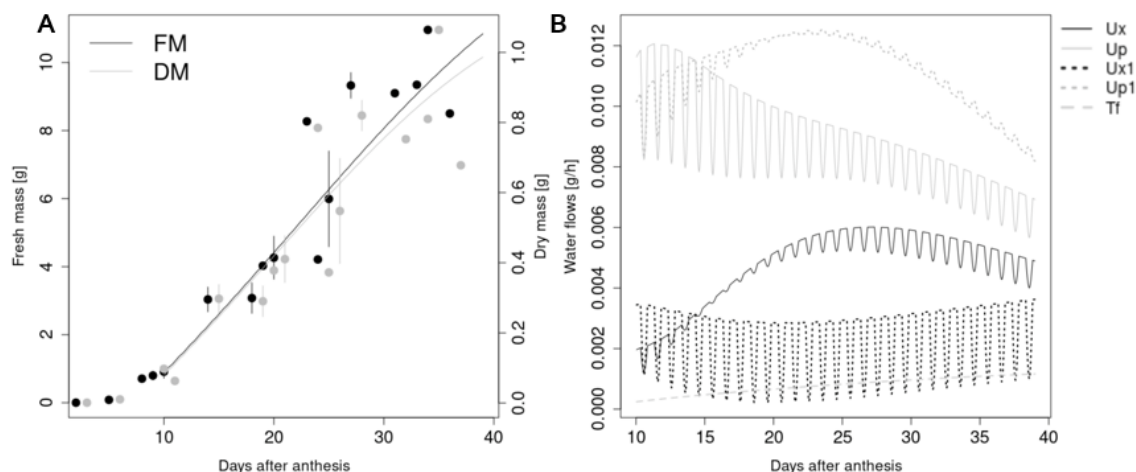 A
FM
DM
Fresh mass [g]
0
2
4
6
8
10
Dry mass [g]
0.0
0.2
0.4
0.6
0.8
1.0
0
10
20
30
40
Days after anthesis
B
Water flows [g/h]
0.000
0.002
0.004
0.006
0.008
0.010
0.012
10
15
20
25
30
35
40
Days after anthesis
Ux
Up
Ux1
Up1
Tf